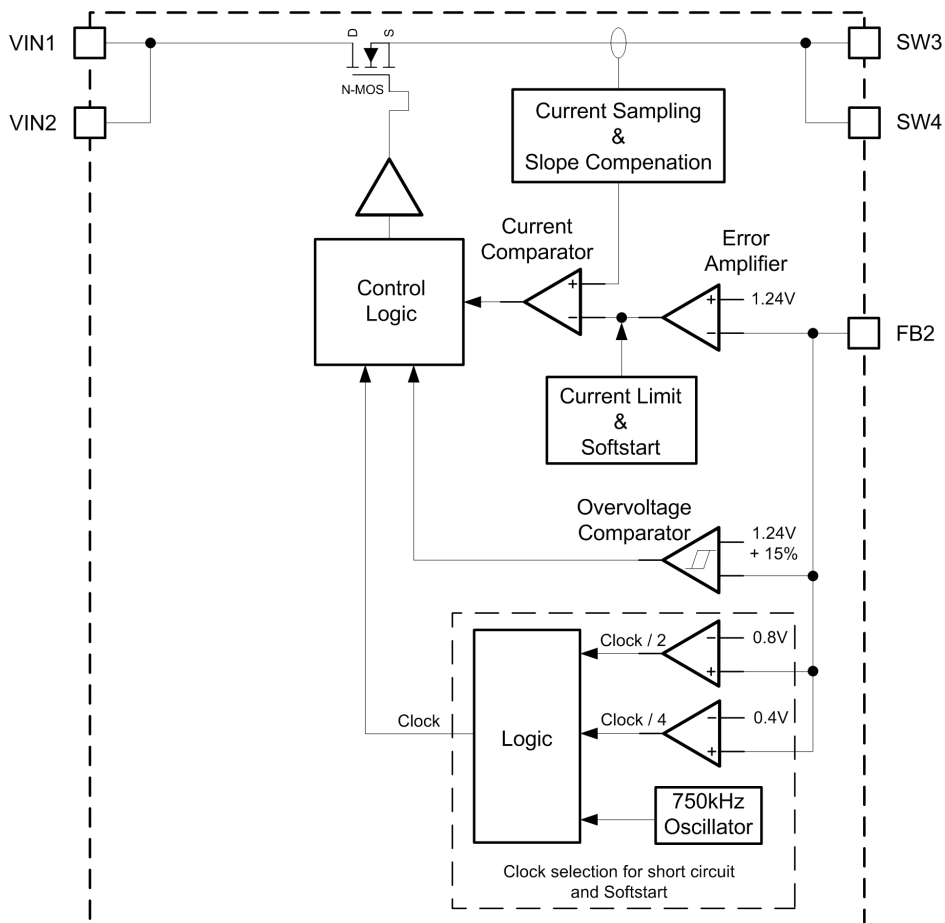 VIN1
D
S
SW3
N-MOS
VIN2
SW4
Current Sampling
&
Slope Compenation
Current
Comparator
Error
Amplifier
Control
Logic
+
−
+
1.24V
−
FB2
Current Limit
&
Softstart
Overvoltage
Comparator
1.24V
+ 15%
Clock / 2
−
0.8V
+
Clock
Logic
Clock / 4
−
0.4V
+
750kHz
Oscillator
Clock selection for short circuit
and Softstart